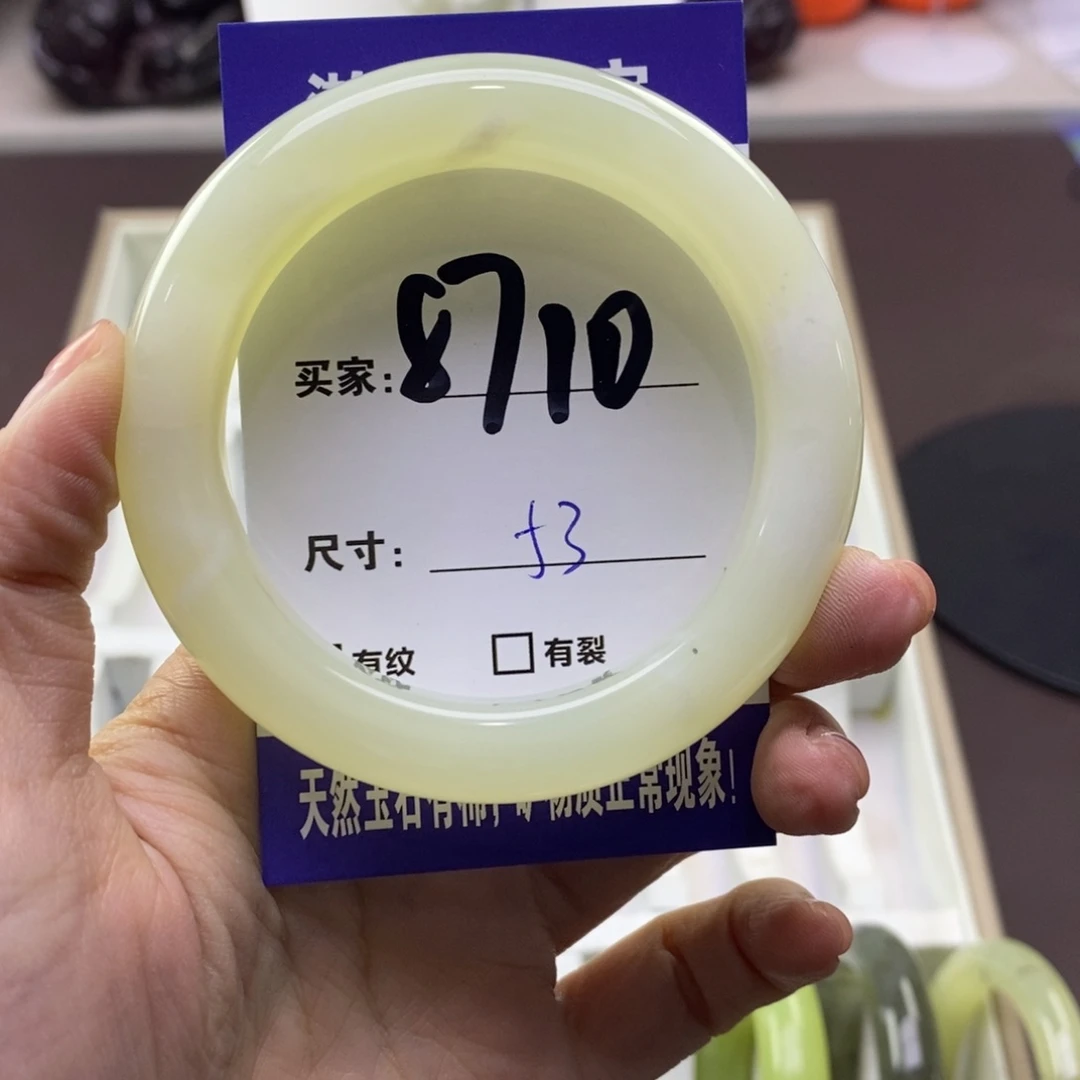 买家: 8710
尺寸: 53
有纹 有裂
天然玉石有棉, 矿物质正常现象!